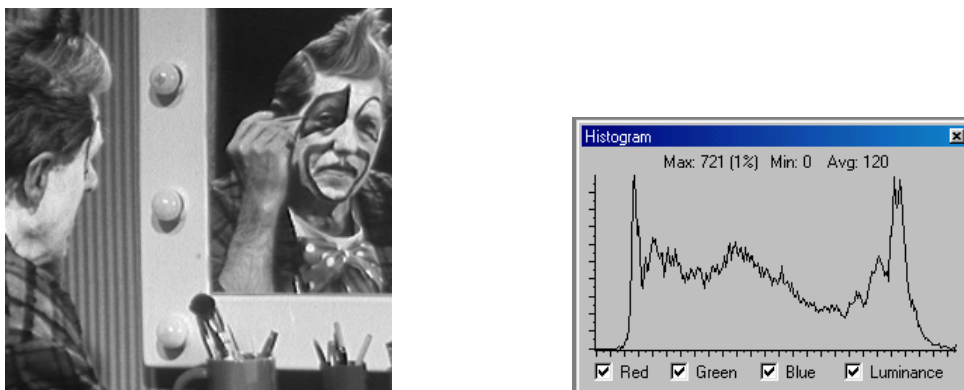 Histogram
Max: 721 (1%) Min: 0 Avg: 120
Red Green Blue Luminance